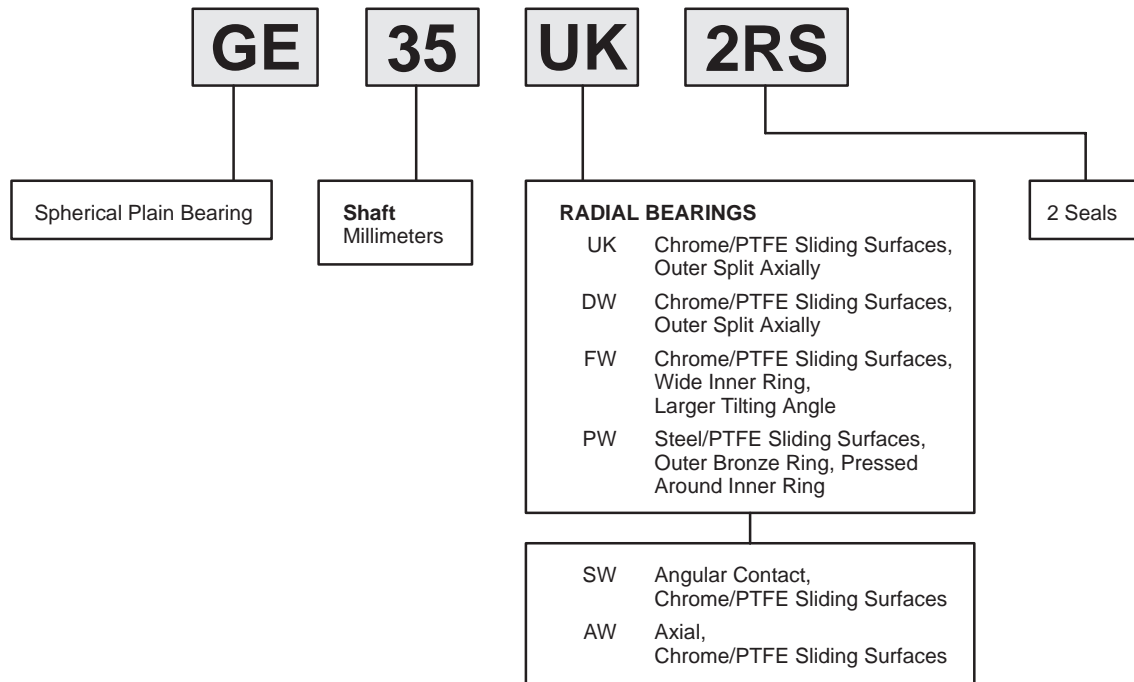 GE 35 UK 2RS
Spherical Plain Bearing
Shaft
Millimeters
RADIAL BEARINGS
UK Chrome/PTFE Sliding Surfaces,
Outer Split Axially
DW Chrome/PTFE Sliding Surfaces,
Outer Split Axially
FW Chrome/PTFE Sliding Surfaces,
Wide Inner Ring,
Larger Tilting Angle
PW Steel/PTFE Sliding Surfaces,
Outer Bronze Ring, Pressed
Around Inner Ring
SW Angular Contact,
Chrome/PTFE Sliding Surfaces
AW Axial,
Chrome/PTFE Sliding Surfaces
2 Seals